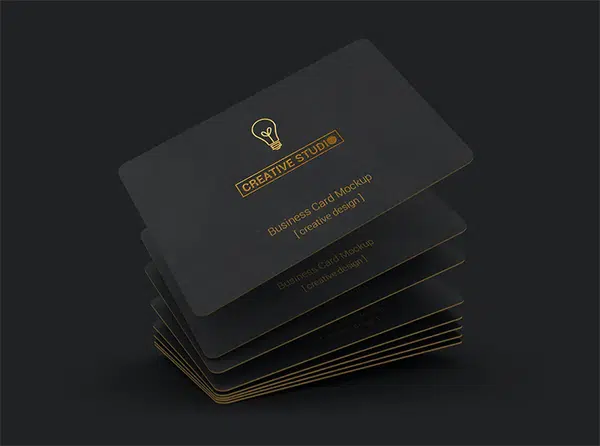 CREATIVE STUDIO
Business Card Mockup
[ creative design ]
Business Card Mockup
[ creative design ]